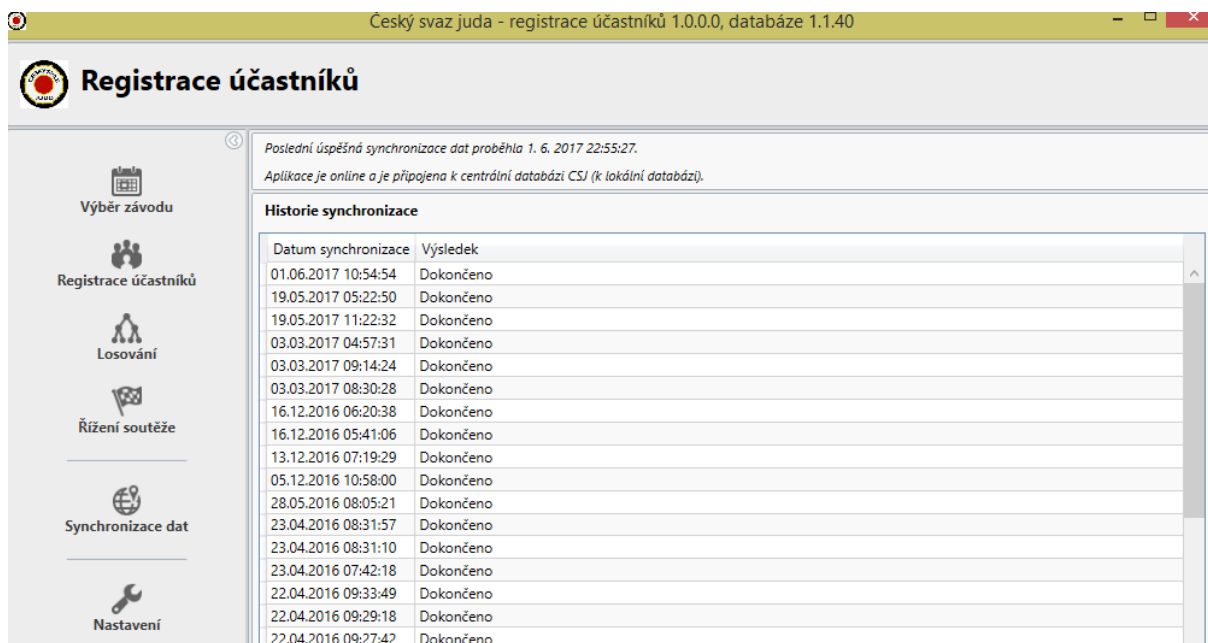 Český svaz juda - registrace účastníků 1.0.0.0, databáze 1.1.40
Registrace účastníků
Výběr závodu
Registrace účastníků
Losování
Řížení soutěže
Synchronizace dat
Nastavení
Poslední úspěšná synchronizace dat proběhla 1. 6. 2017 22:55:27.
Aplikace je online a je připojena k centrální databázi CSJ (k lokální databázi).
Historie synchronizace
Datum synchronizace Výsledek
01.06.2017 10:54:54 Dokončeno
19.05.2017 05:22:50 Dokončeno
19.05.2017 11:22:32 Dokončeno
03.03.2017 04:57:31 Dokončeno
03.03.2017 09:14:24 Dokončeno
03.03.2017 08:30:28 Dokončeno
16.12.2016 06:20:38 Dokončeno
16.12.2016 05:41:06 Dokončeno
13.12.2016 07:19:29 Dokončeno
05.12.2016 10:58:00 Dokončeno
28.05.2016 08:05:21 Dokončeno
23.04.2016 08:31:57 Dokončeno
23.04.2016 08:31:10 Dokončeno
23.04.2016 07:42:18 Dokončeno
22.04.2016 09:33:49 Dokončeno
22.04.2016 09:29:18 Dokončeno
22.04.2016 09:27:42 Dokončeno